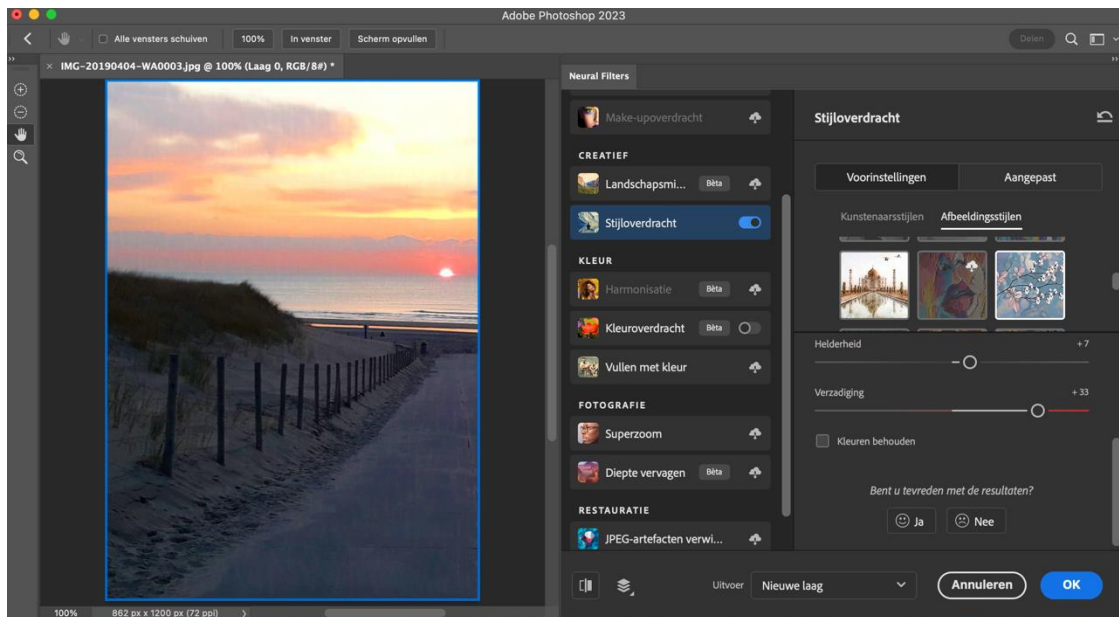 Adobe Photoshop 2023
Alle vensters schuiven 100% In venster Scherm opvullen Delen
IMG-20190404-WA0003.jpg @ 100% (Laag 0, RGB/8#) *
Neural Filters
Make-upoverdracht
CREATIEF
Landschapsmi... Bèta
Stijloverdracht
KLEUR
Harmonisatie Bèta
Kleuroverdracht Bèta
Vullen met kleur
FOTOGRAFIE
Superzoom
Diepte vervagen Bèta
RESTAURATIE
JPEG-artefacten verwi...
Stijloverdracht
Voorinstellingen Aangepast
Kunstenaarsstijlen Afbeeldingsstijlen
Helderheid +7
Verzadiging +33
Kleuren behouden
Bent u tevreden met de resultaten?
Ja Nee
Uitvoer Nieuwe laag Annuleren OK
100% 862 px x 1200 px (72 ppi)